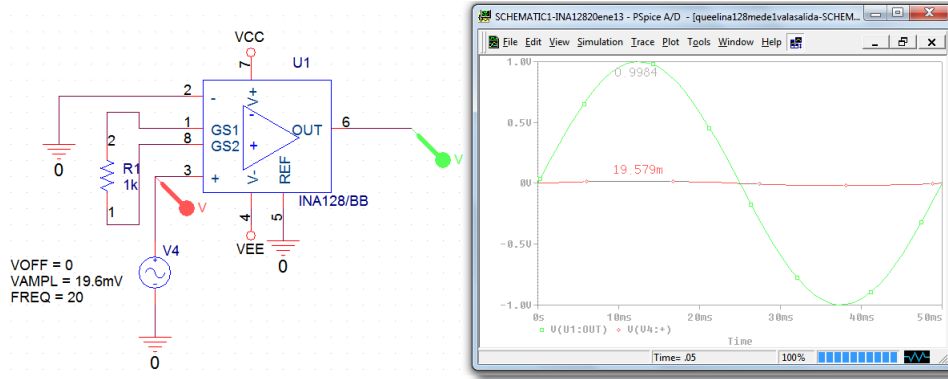 VCC
7
U1
2
-
V+
-
1
GS1
OUT
6
8
GS2
+
V
2
R1
1k
1
3
+
V-
REF
V
INA128/BB
0
4
5
VEE
0
V4
VOFF = 0
VAMPL = 19.6mV
FREQ = 20
0
SCHEMATIC1-INA12820ene13 - PSpice A/D - [queelina128mede1valasalida-SCHEM...
File Edit View Simulation Trace Plot Tools Window Help
1.0V
0.9984
0.5V
19.579m
0V
-0.5V
-1.0V
0s 10ms 20ms 30ms 40ms 50ms
V(U1:OUT) V(V4:+)
Time
Time= .05 100%